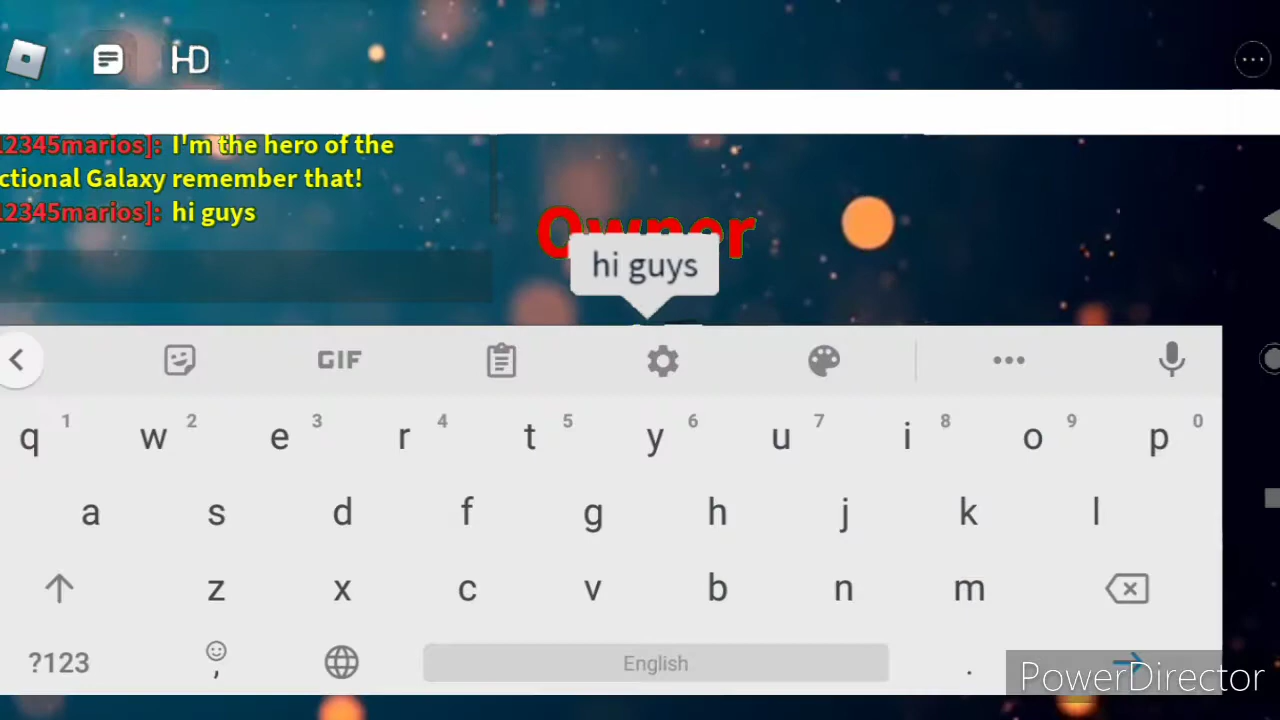 HD
12345marios]: I'm the hero of the
ctional Galaxy remember that!
12345marios]: hi guys
Owner
hi guys
GIF
q 1 w 2 e 3 r 4 t 5 y 6 u 7 i 8 o 9 p 0
a s d f g h j k l
z x c v b n m
?123 , English .
PowerDirector